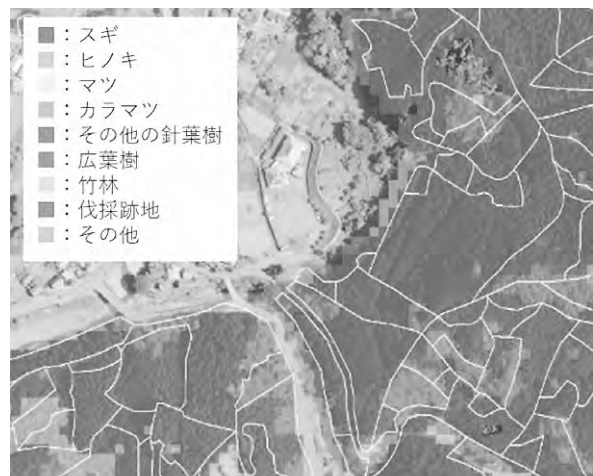 ：スギ
：ヒノキ
：マツ
：カラマツ
：その他の針葉樹
：広葉樹
：竹林
：伐採跡地
：その他